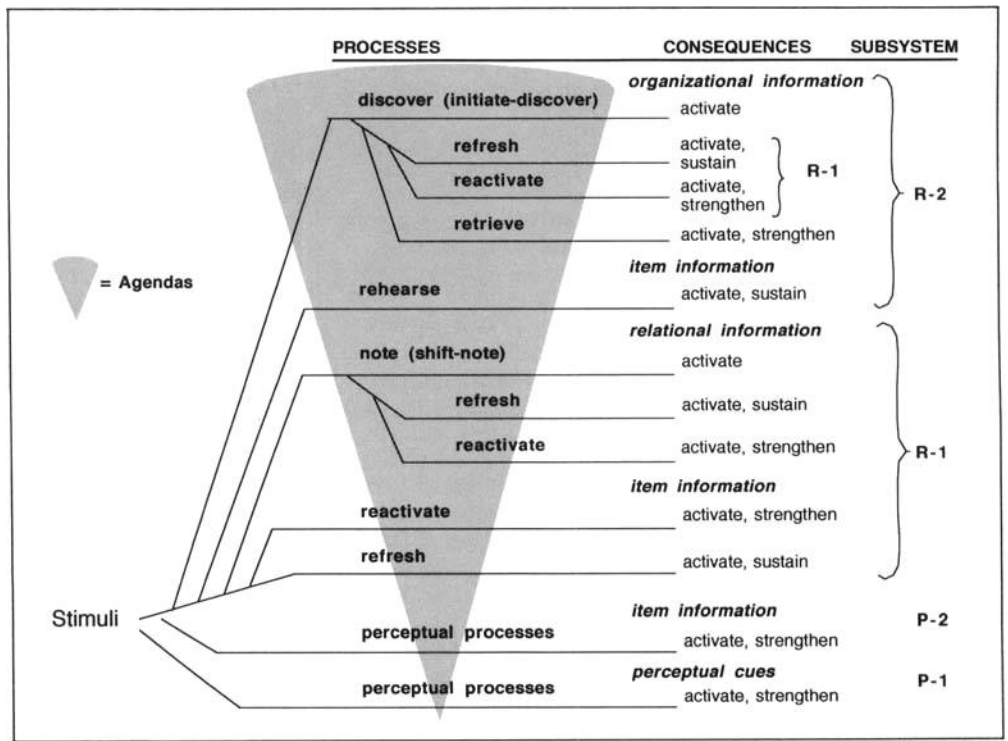 PROCESSES CONSEQUENCES SUBSYSTEM
organizational information
discover (initiate-discover) activate
refresh activate,
sustain
R-1
reactivate activate,
strengthen
R-2
retrieve activate, strengthen
item information
= Agendas
rehearse activate, sustain
relational information
note (shift-note) activate
refresh activate, sustain
reactivate activate, strengthen
R-1
item information
reactivate activate, strengthen
refresh activate, sustain
Stimuli
item information P-2
perceptual processes activate, strengthen
perceptual cues P-1
perceptual processes activate, strengthen